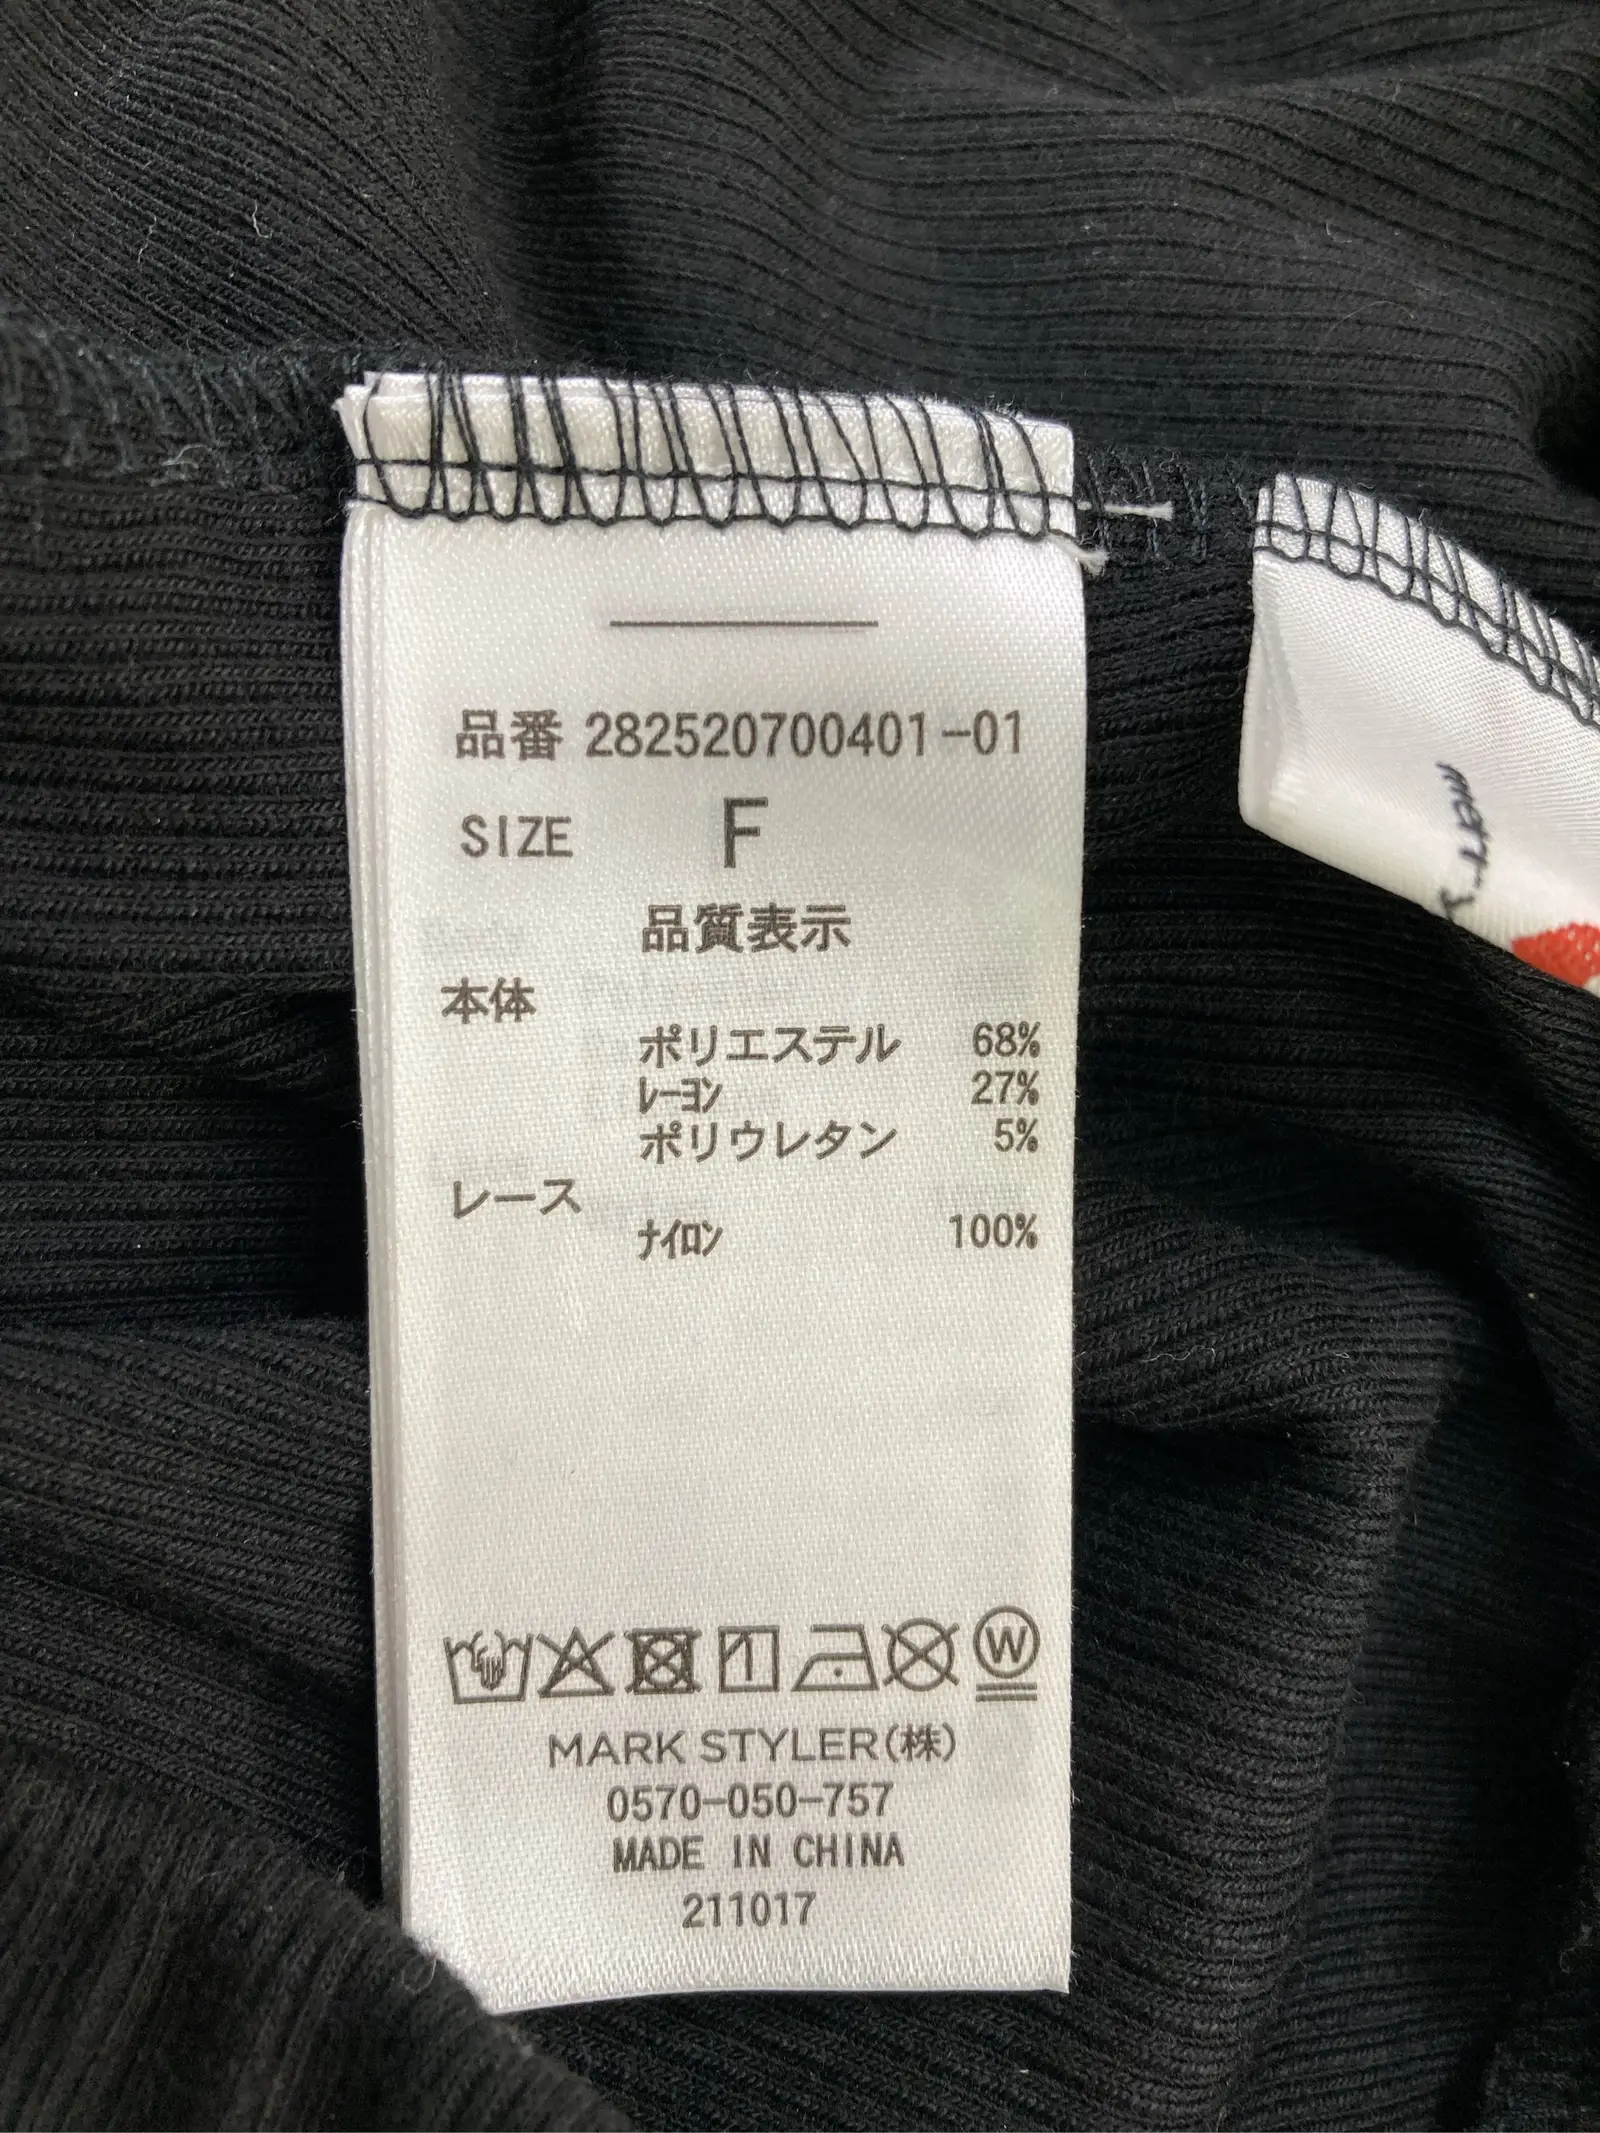 品番 282520700401-01
SIZE F
品質表示
本体
ポリエステル 68%
ﾚｰﾖﾝ 27%
ポリウレタン 5%
レース
ﾅｲﾛﾝ 100%
W
MARK STYLER(株)
0570-050-757
MADE IN CHINA
211017